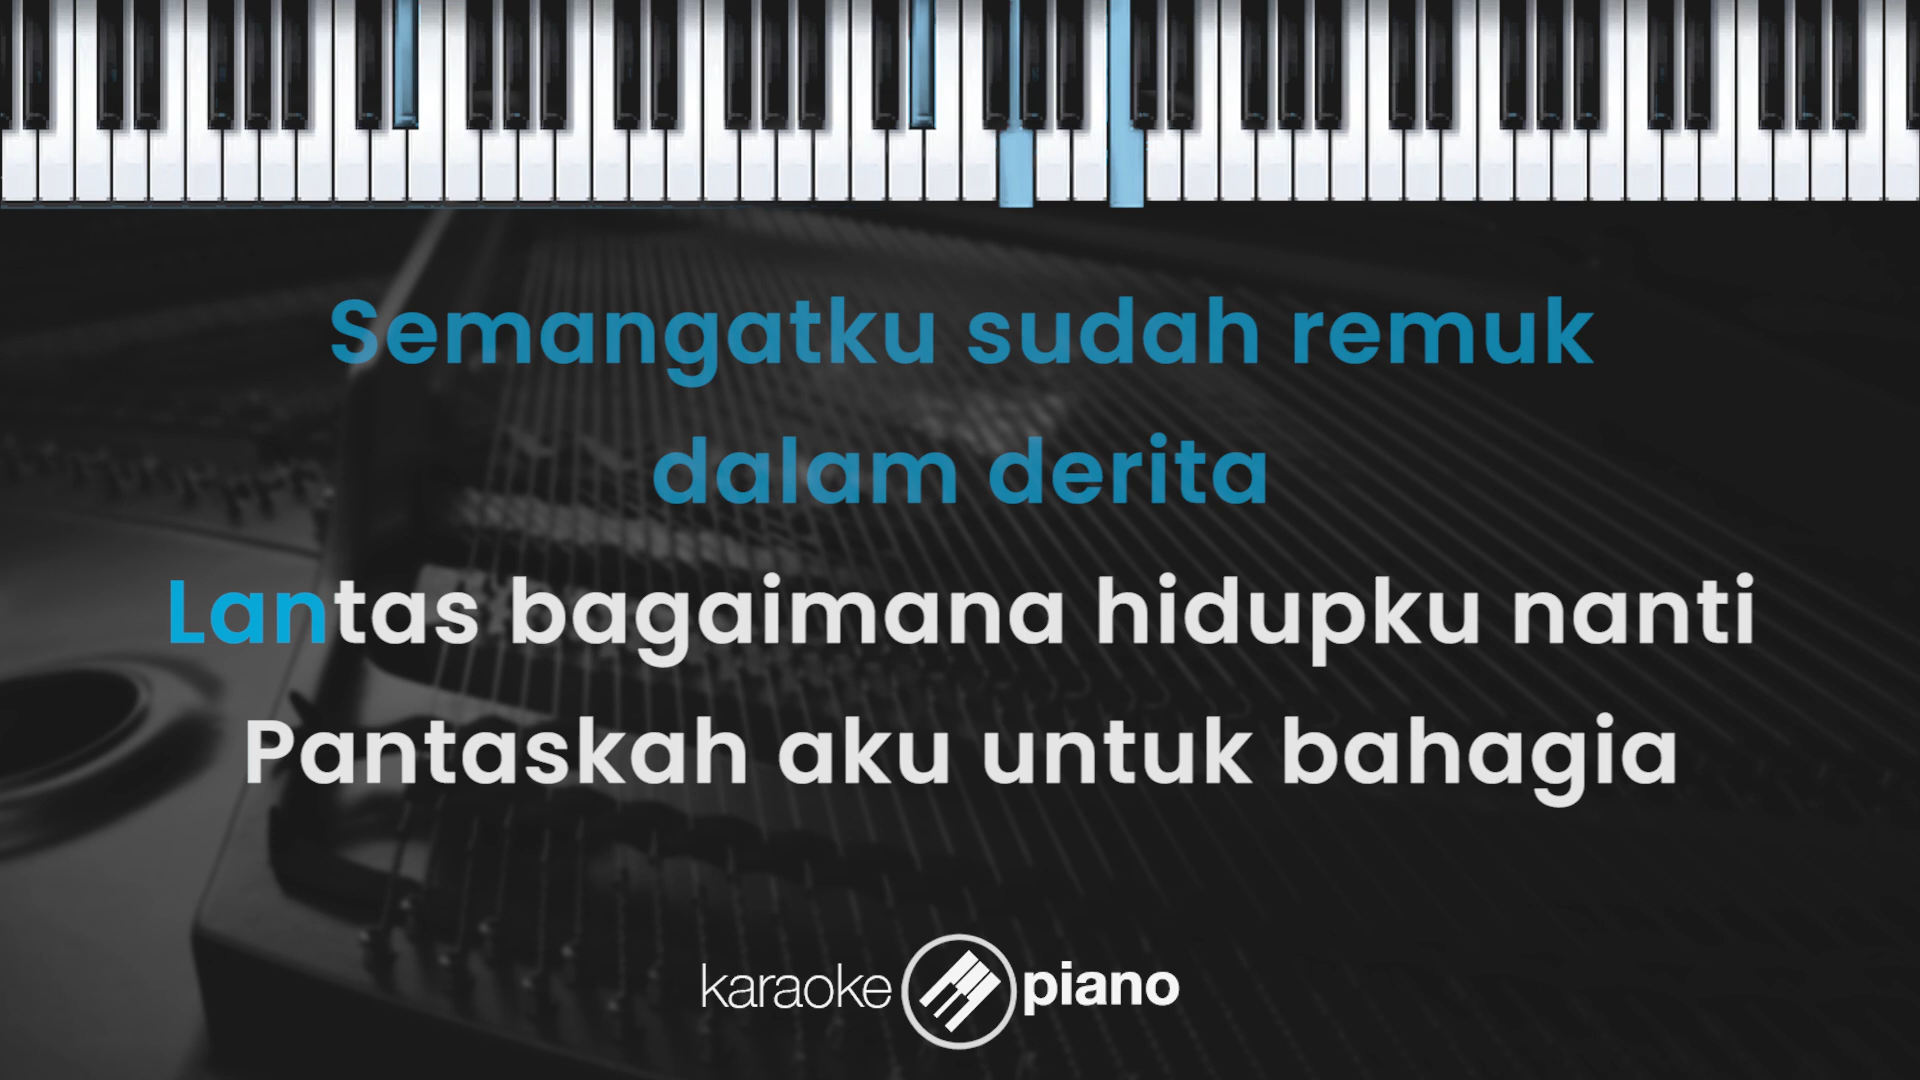 Semangatku sudah remuk
dalam derita
Lantas bagaimana hidupku nanti
Pantaskah aku untuk bahagia
karaoke piano